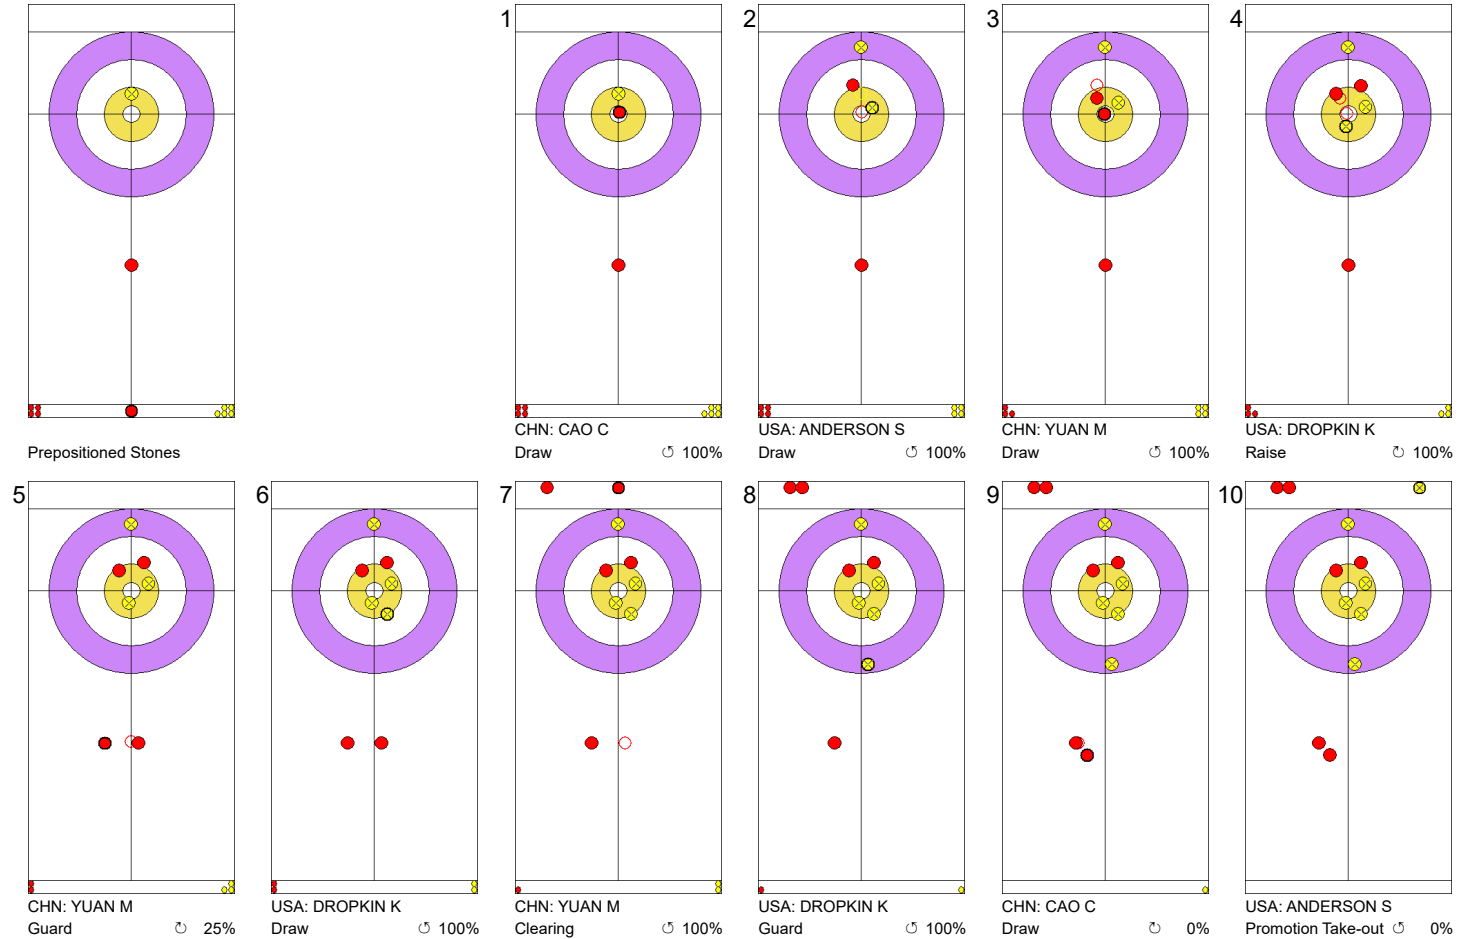 1 2 3 4
CHN: CAO C USA: ANDERSON S CHN: YUAN M USA: DROPKIN K
Prepositioned Stones Draw 100% Draw 100% Draw 100% Raise 100%
5 6 7 8 9 10
CHN: YUAN M USA: DROPKIN K CHN: YUAN M USA: DROPKIN K CHN: CAO C USA: ANDERSON S
Guard 25% Draw 100% Clearing 100% Guard 100% Draw 0% Promotion Take-out 0%